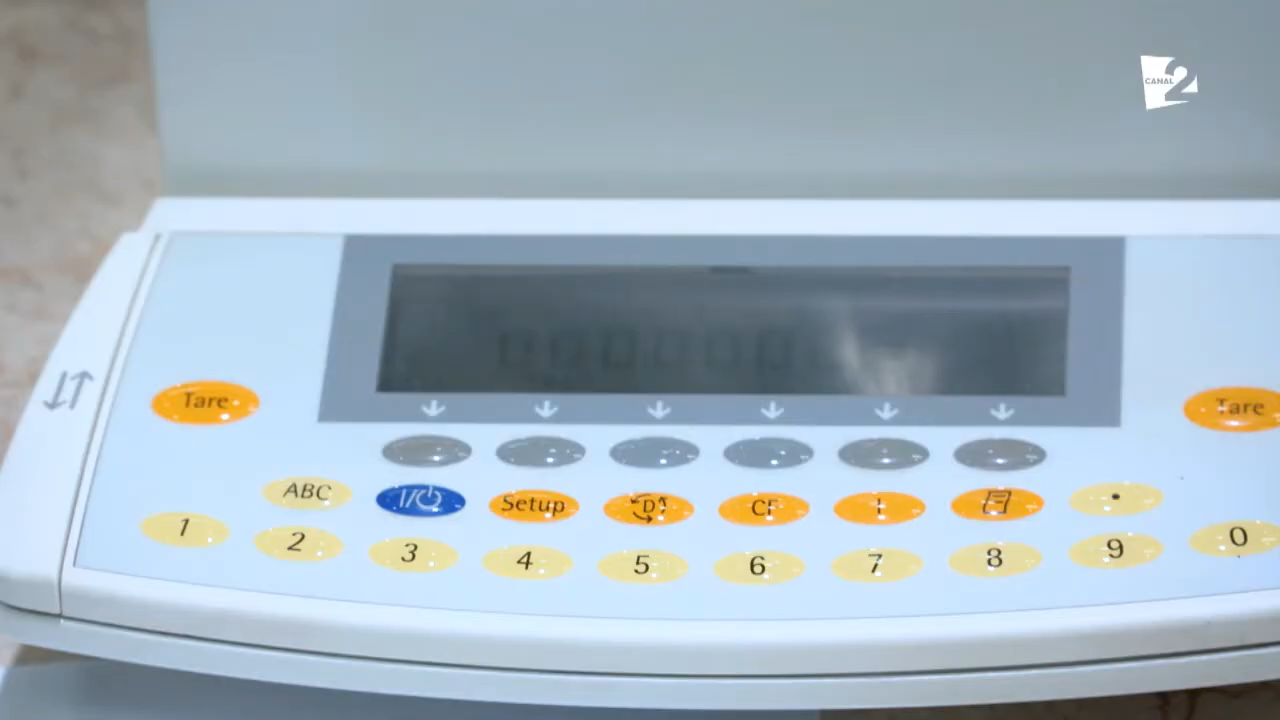 CANAL 2
Tare
Tare
ABC
I/
Setup
D
CF
.
1 2 3 4 5 6 7 8 9 0